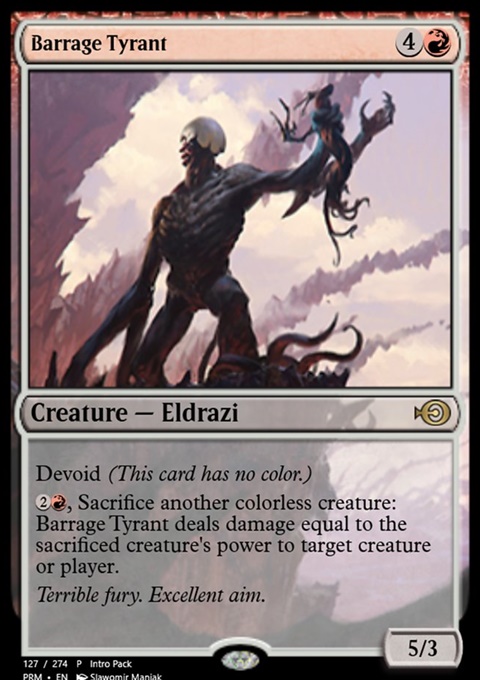 Barrage Tyrant 4
Creature — Eldrazi
Devoid (This card has no color.)
2, Sacrifice another colorless creature:
Barrage Tyrant deals damage equal to the
sacrificed creature's power to target creature
or player.
Terrible fury. Excellent aim.
5/3
127 / 274 P Intro Pack
PRM • EN Slawomir Maniak